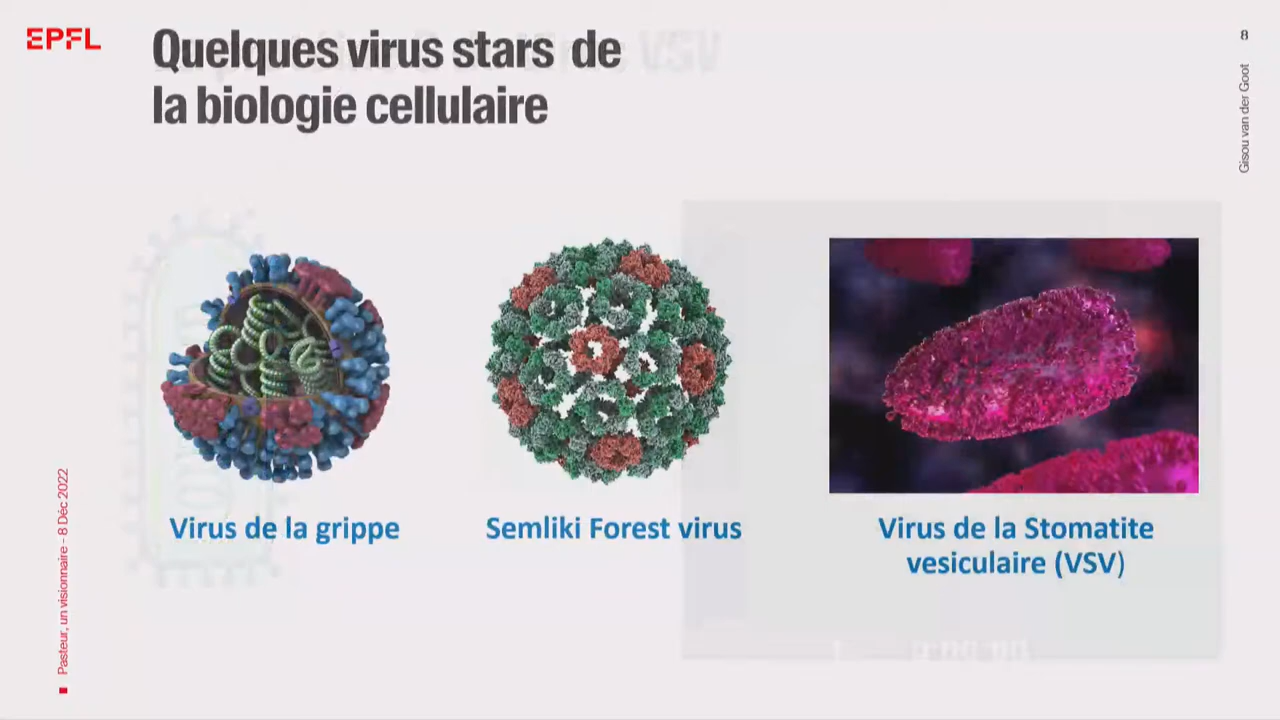 EPFL
Quelques virus stars de
la biologie cellulaire
8
Gisou van der Goot
Virus de la grippe
Semliki Forest virus
Virus de la Stomatite
vesiculaire (VSV)
Pasteur, un visionnaire - 8 Déc 2022
VSV